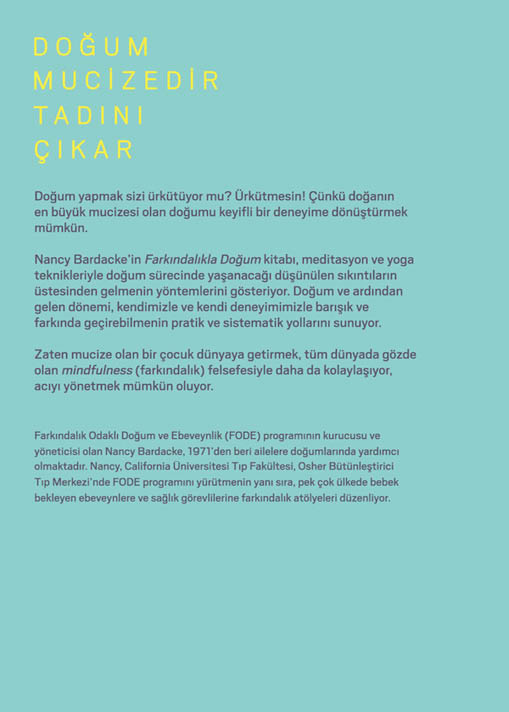 DOĞUM
MUCİZEDİR
TADINI
ÇIKAR
Doğum yapmak sizi ürkütüyor mu? Ürkütmesin! Çünkü doğanın
en büyük mucizesi olan doğumu keyifli bir deneyime dönüştürmek
mümkün.
Nancy Bardacke'in Farkındalıkla Doğum kitabı, meditasyon ve yoga
teknikleriyle doğum sürecinde yaşanacağı düşünülen sıkıntıların
üstesinden gelmenin yöntemlerini gösteriyor. Doğum ve ardından
gelen dönemi, kendimizle ve kendi deneyimimizle barışık ve
farkında geçirebilmenin pratik ve sistematik yollarını sunuyor.
Zaten mucize olan bir çocuk dünyaya getirmek, tüm dünyada gözde
olan mindfulness (farkındalık) felsefesiyle daha da kolaylaşıyor,
acıyı yönetmek mümkün oluyor.
Farkındalık Odaklı Doğum ve Ebeveynlik (FODE) programının kurucusu ve
yöneticisi olan Nancy Bardacke, 1971'den beri ailelere doğumlarında yardımcı
olmaktadır. Nancy, California Üniversitesi Tıp Fakültesi, Osher Bütünleştirici
Tıp Merkezi'nde FODE programını yürütmenin yanı sıra, pek çok ülkede bebek
bekleyen ebeveynlere ve sağlık görevlilerine farkındalık atölyeleri düzenliyor.